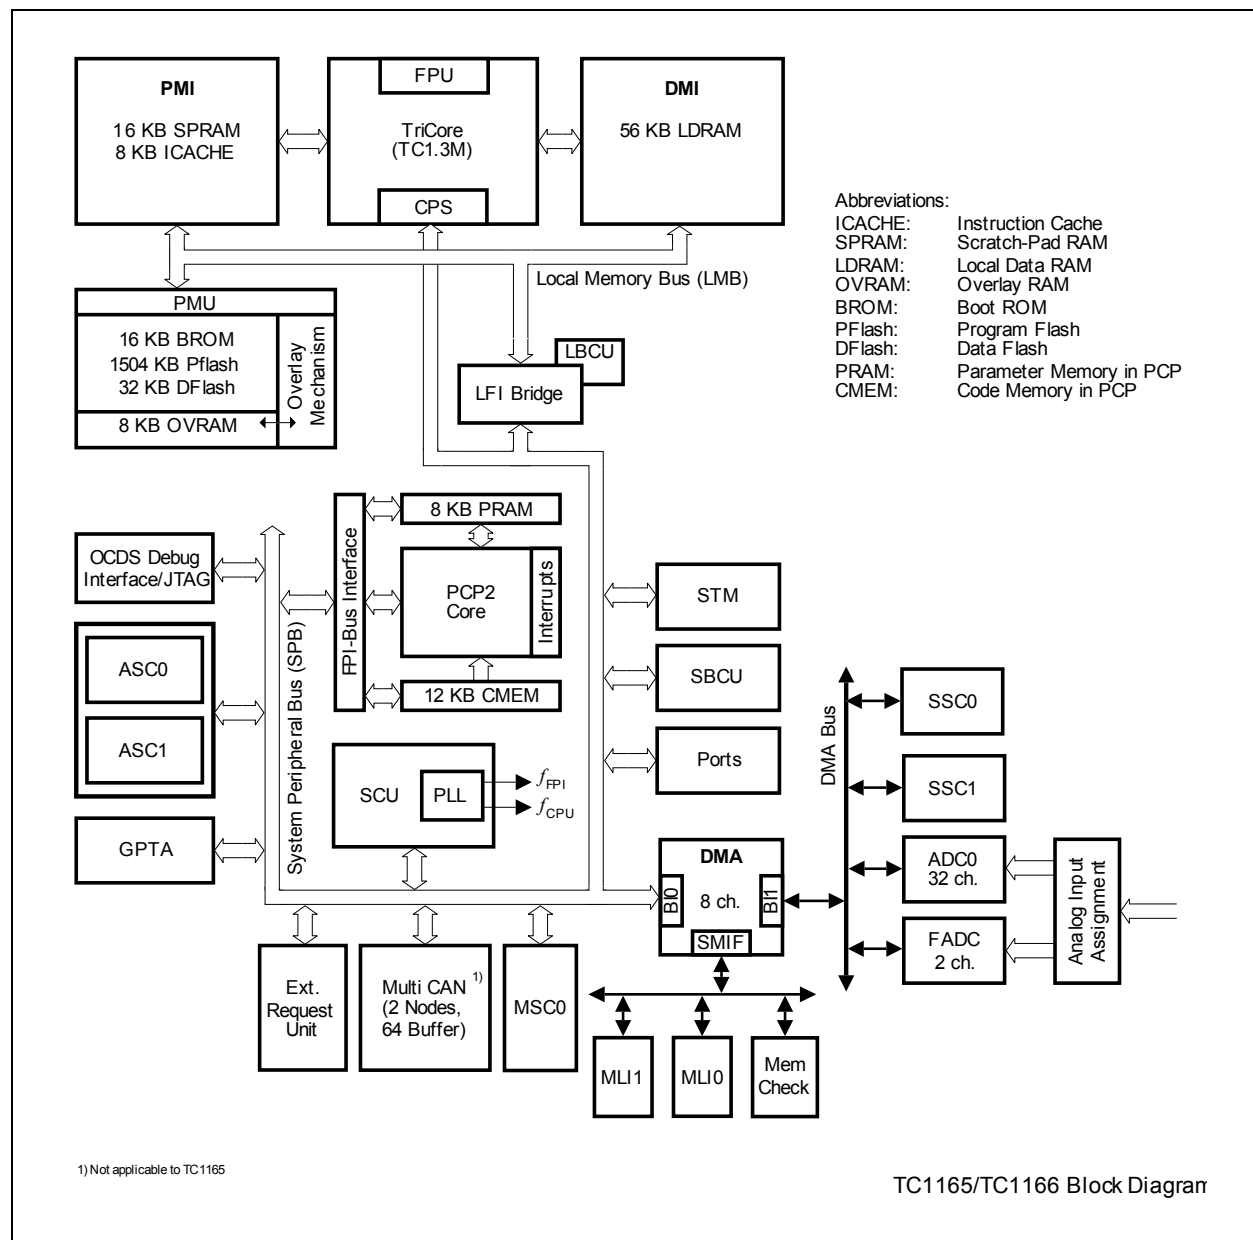 PMI
16 KB SPRAM
8 KB ICACHE
FPU
TriCore
(TC1.3M)
CPS
DMI
56 KB LDRAM
Abbreviations:
ICACHE: Instruction Cache
SPRAM: Scratch-Pad RAM
LDRAM: Local Data RAM
OVRAM: Overlay RAM
BROM: Boot ROM
PFlash: Program Flash
DFlash: Data Flash
PRAM: Parameter Memory in PCP
CMEM: Code Memory in PCP
Local Memory Bus (LMB)
PMU
16 KB BROM
1504 KB Pflash
32 KB DFlash
8 KB OVRAM
Overlay
Mechanism
LBCU
LFI Bridge
OCDS Debug
Interface/JTAG
ASC0
ASC1
GPTA
System Peripheral Bus (SPB)
FPI-Bus Interface
8 KB PRAM
PCP2
Core
Interrupts
12 KB CMEM
SCU
PLL
fFPI
fCPU
STM
SBCU
Ports
DMA
BI0
8 ch.
BI1
SMIF
DMA Bus
SSC0
SSC1
ADC0
32 ch.
FADC
2 ch.
Analog Input
Assignment
Ext.
Request
Unit
Multi CAN 1)
(2 Nodes,
64 Buffer)
MSC0
MLI1
MLI0
Mem
Check
1) Not applicable to TC1165
TC1165/TC1166 Block Diagram